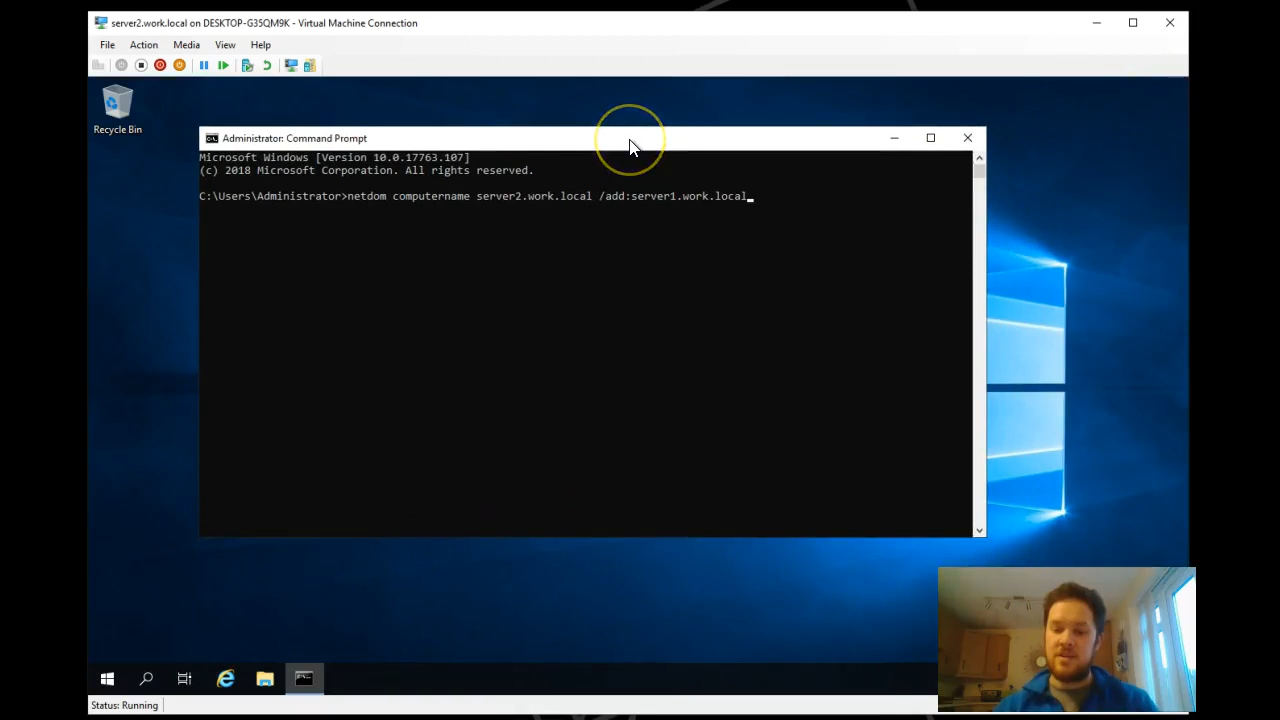 server2.work.local on DESKTOP-G35QM9K - Virtual Machine Connection
File Action Media View Help
Recycle Bin
Administrator: Command Prompt
Microsoft Windows [Version 10.0.17763.107]
(c) 2018 Microsoft Corporation. All rights reserved.
C:\Users\Administrator>netdom computername server2.work.local /add:server1.work.local
Status: Running